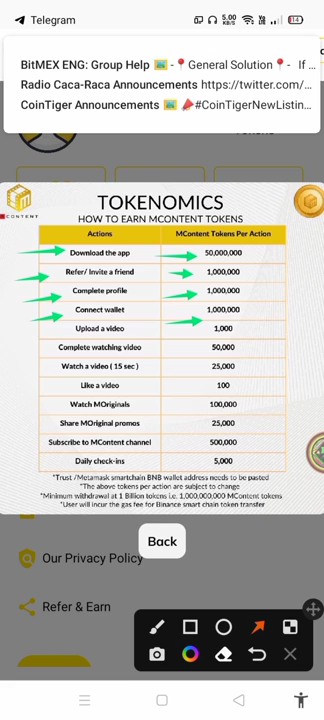 Telegram
5.00
KB/S
14
BitMEX ENG: Group Help 🖼 -📍General Solution📍- If ...
Radio Caca-Raca Announcements https://twitter.com/...
CoinTiger Announcements 🖼 📣#CoinTigerNewListin...
CONTENT
TOKENOMICS
HOW TO EARN MCONTENT TOKENS
Actions MContent Tokens Per Action
Download the app 50,000,000
Refer/ Invite a friend 1,000,000
Complete profile 1,000,000
Connect wallet 1,000,000
Upload a video 1,000
Complete watching video 50,000
Watch a video ( 15 sec ) 25,000
Like a video 100
Watch MOriginals 100,000
Share MOriginal promos 25,000
Subscribe to MContent channel 500,000
Daily check-ins 5,000
*Trust /Metamask smartchain BNB wallet address needs to be pasted
*The above tokens per action are subject to change
*Minimum withdrawal at 1 Billion tokens i.e. 1,000,000,000 MContent tokens
*User will incur the gas fee for Binance smart chain token transfer
Back
Our Privacy Policy
Refer & Earn